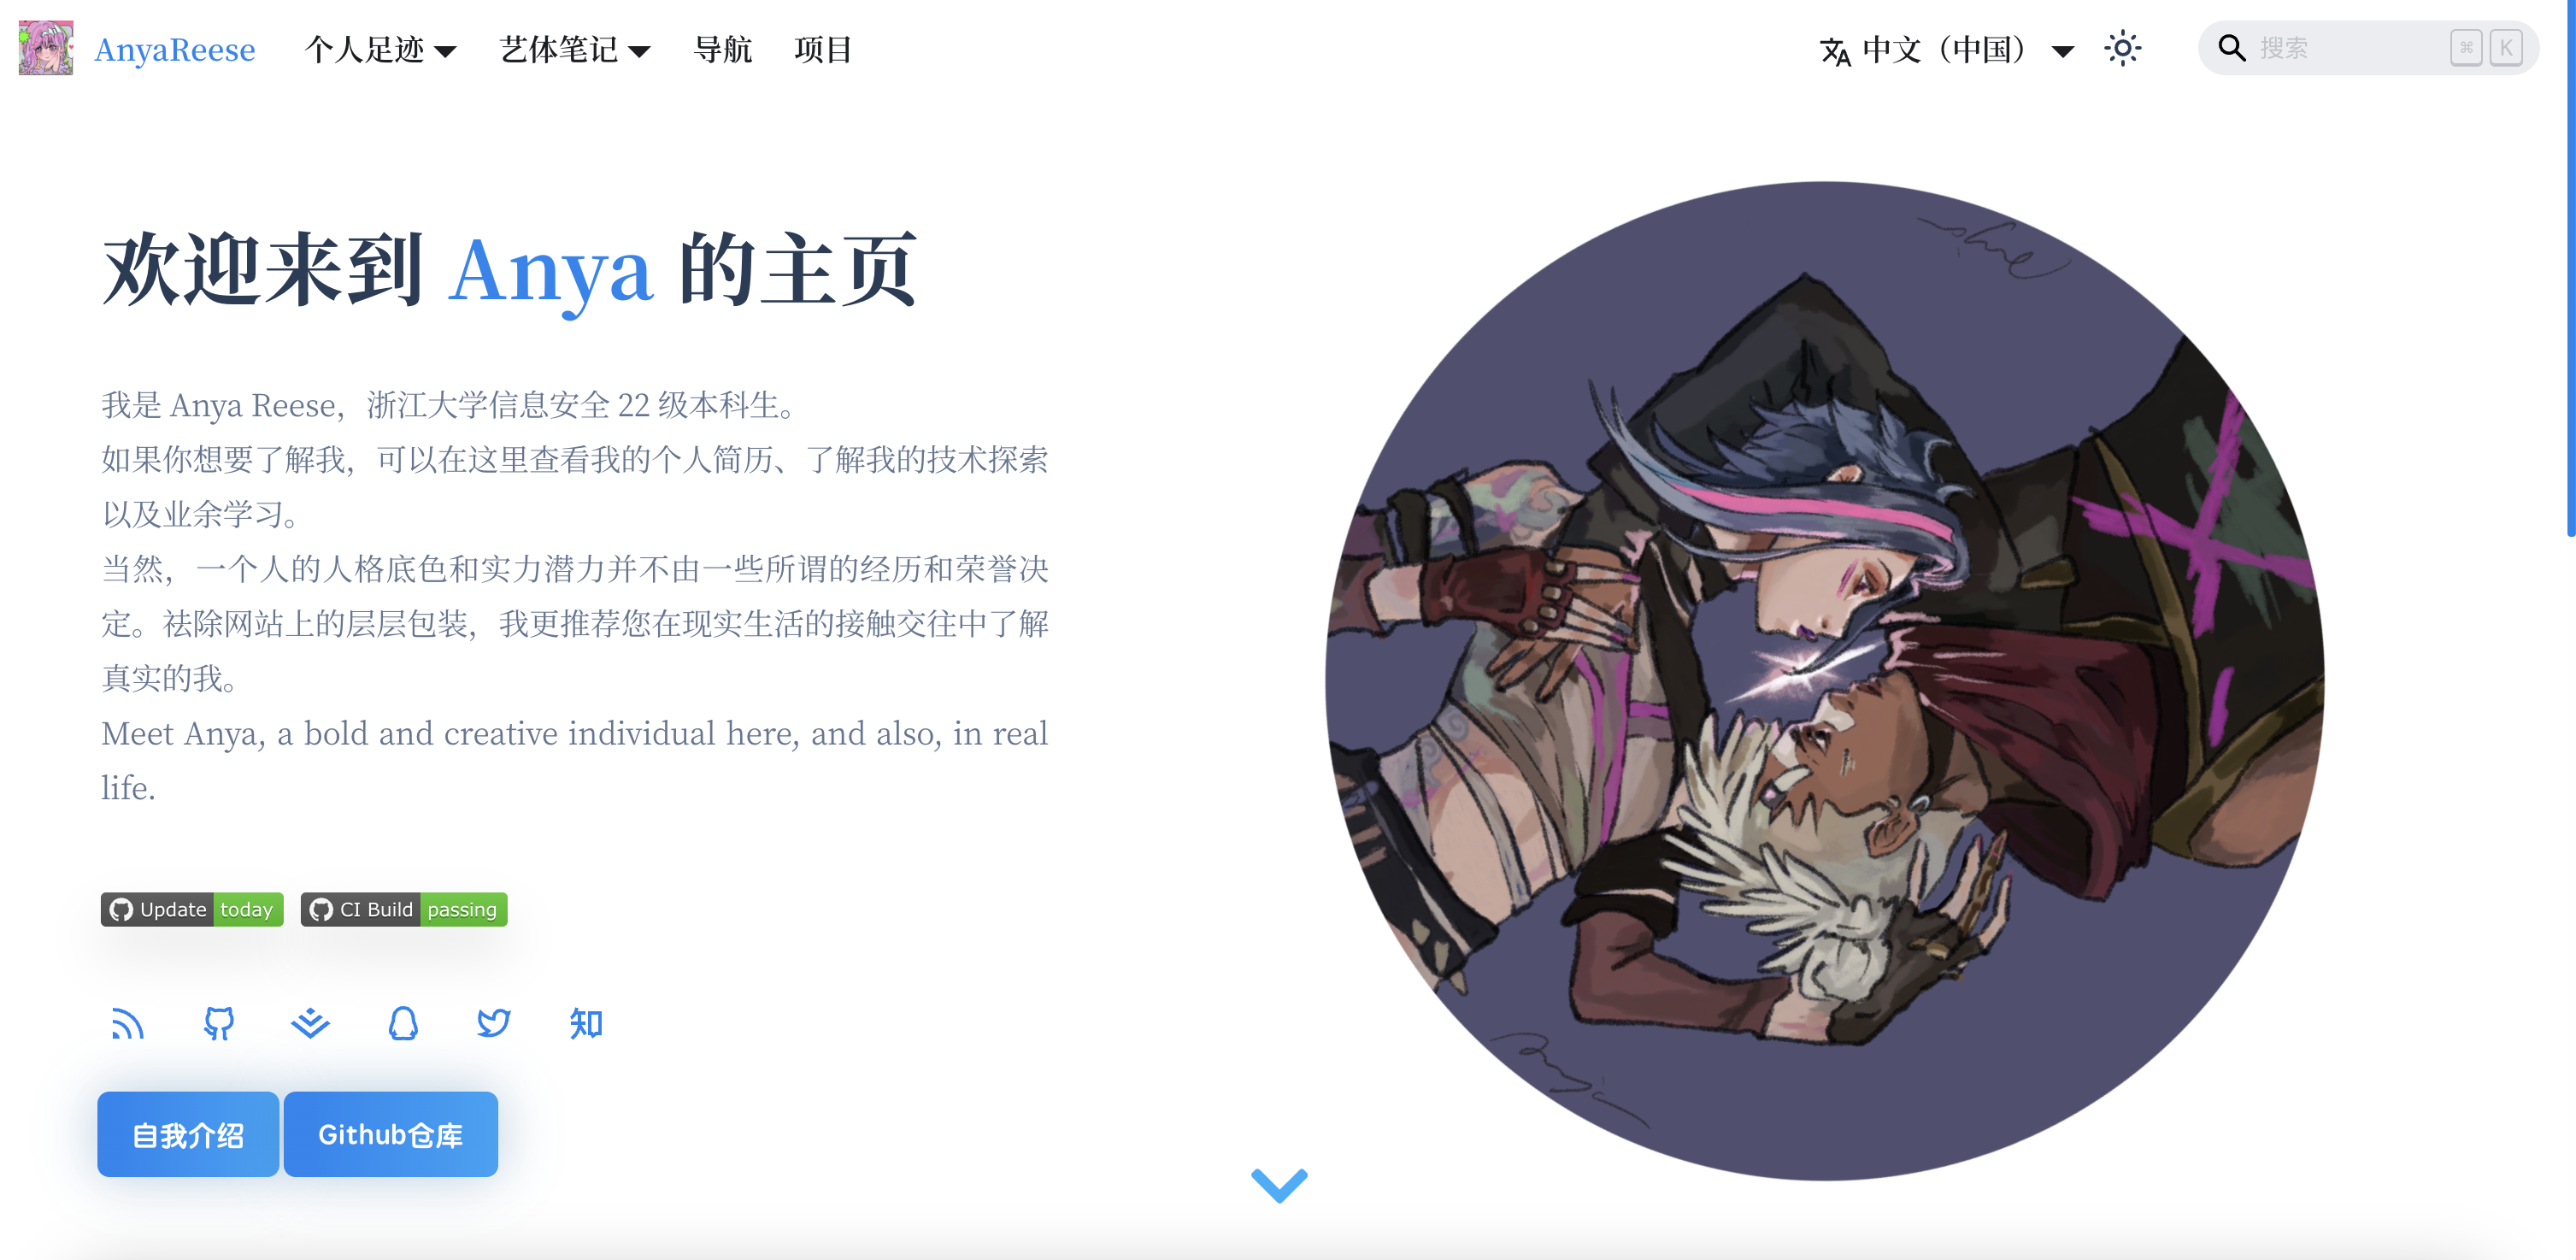 AnyaReese 个人足迹 艺体笔记 导航 项目 中文（中国） 搜索 ⌘ K
欢迎来到 Anya 的主页
我是 Anya Reese，浙江大学信息安全 22 级本科生。
如果你想要了解我，可以在这里查看我的个人简历、了解我的技术探索
以及业余学习。
当然，一个人的人格底色和实力潜力并不由一些所谓的经历和荣誉决
定。祛除网站上的层层包装，我更推荐您在现实生活的接触交往中了解
真实的我。
Meet Anya, a bold and creative individual here, and also, in real
life.
Update today CI Build passing
知
自我介绍 Github仓库